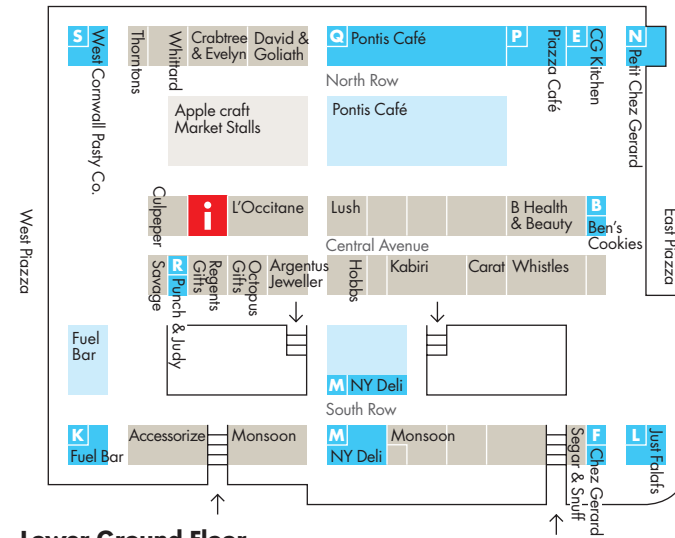 S
West Cornwall Pasty Co.
Thorntons
Whittard
Crabtree
& Evelyn
David &
Goliath
Q Pontis Café
P
Piazza Café
E
CG Kitchen
N
Petit Chez Gerard
North Row
Apple craft
Market Stalls
Pontis Café
West Piazza
East Piazza
Culpeper
i
L'Occitane
Lush
B Health
& Beauty
B
Ben's
Cookies
Central Avenue
Savage
R
Punch & Judy
Regents
Gifts
Octopus
Gifts
Argentus
Jeweller
Hobbs
Kabiri
Carat
Whistles
Fuel
Bar
M NY Deli
South Row
K
Fuel Bar
Accessorize
Monsoon
M
NY Deli
Monsoon
Segar & Snuff
F
Chez Gerard
L
Just Falafs
Lower Ground Floor